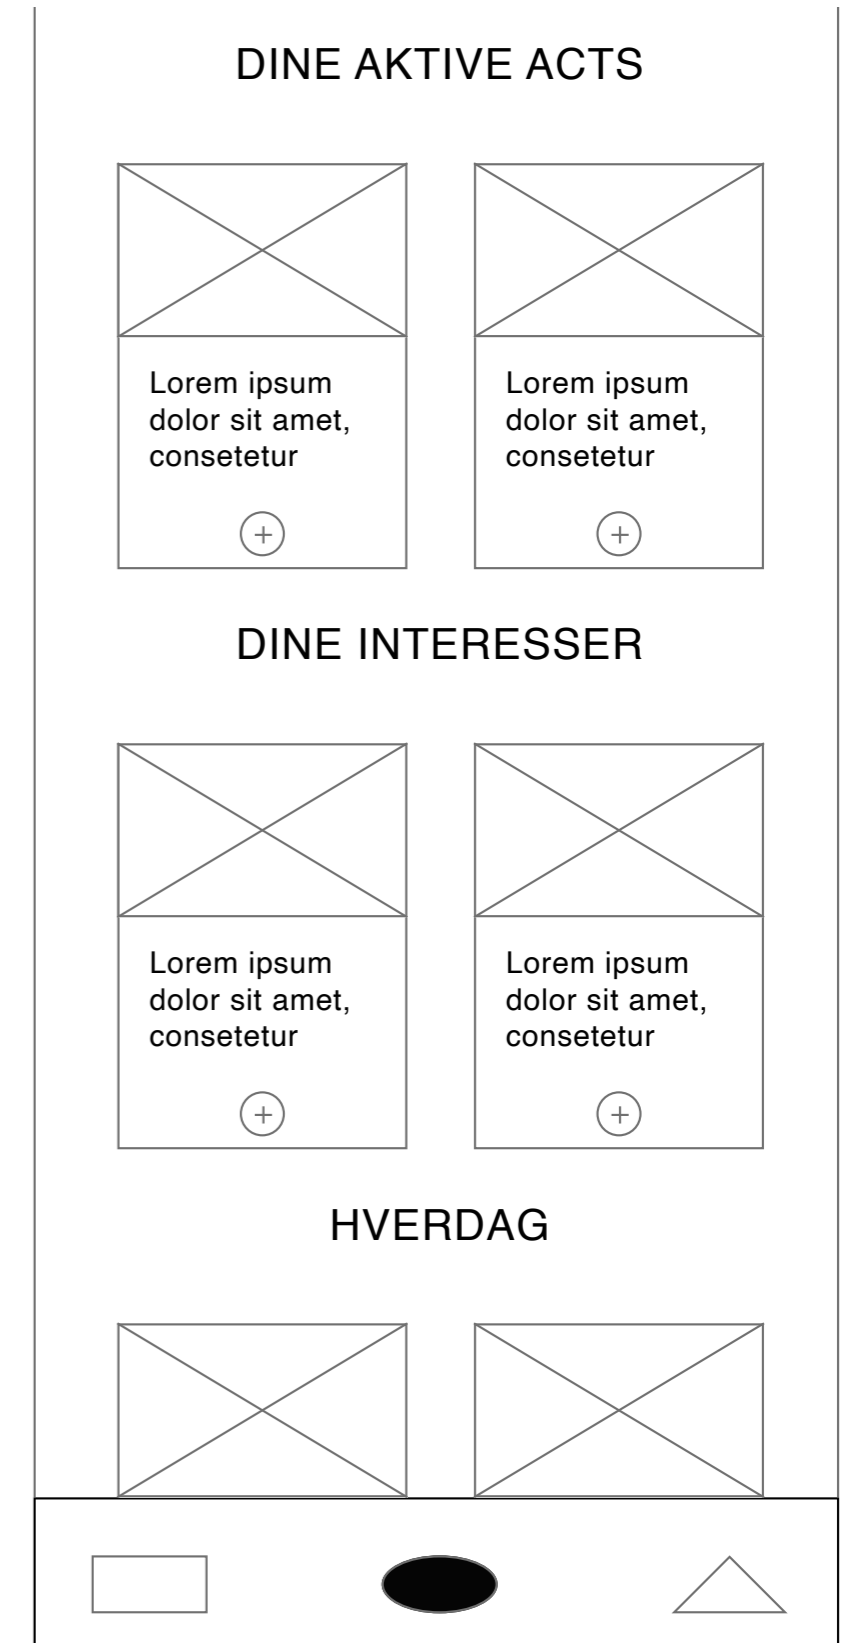 DINE AKTIVE ACTS
Lorem ipsum
dolor sit amet,
consetetur
+
Lorem ipsum
dolor sit amet,
consetetur
+
DINE INTERESSER
Lorem ipsum
dolor sit amet,
consetetur
+
Lorem ipsum
dolor sit amet,
consetetur
+
HVERDAG